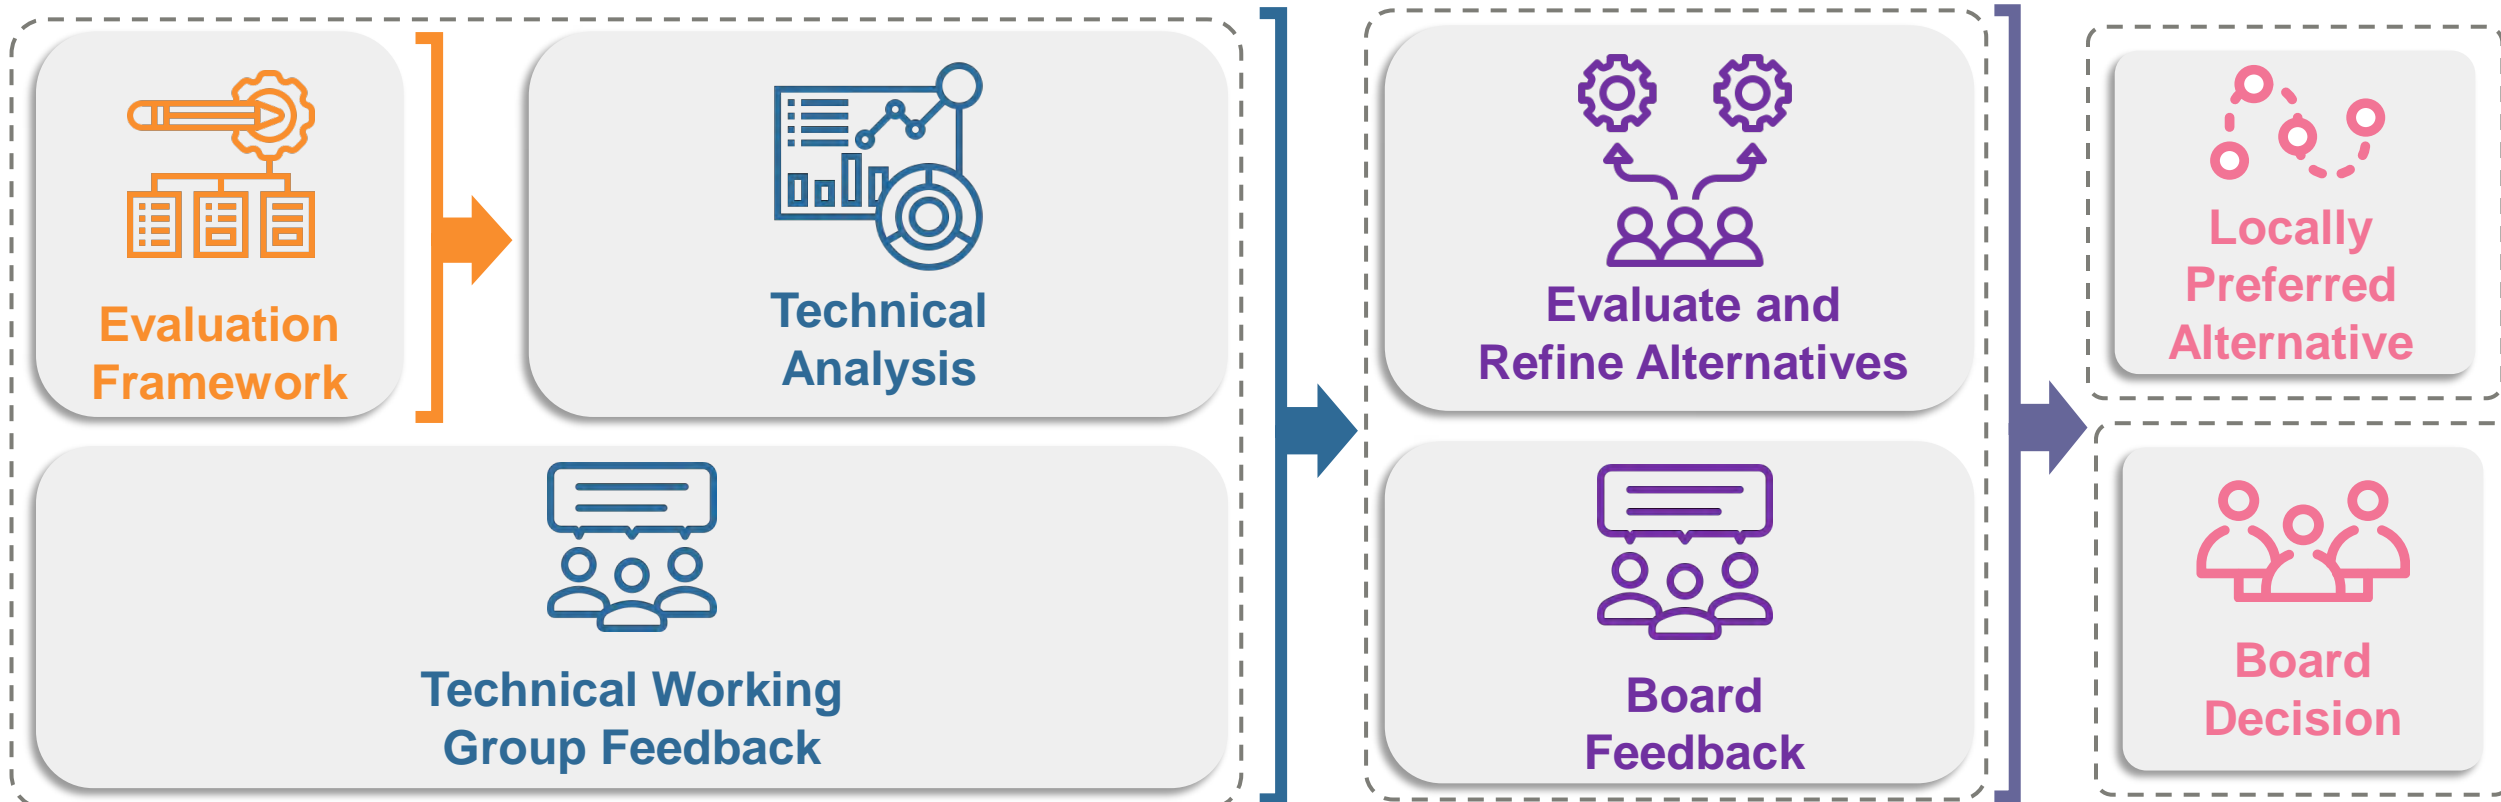 Evaluation
Framework
Technical
Analysis
Technical Working
Group Feedback
Evaluate and
Refine Alternatives
Board
Feedback
Locally
Preferred
Alternative
Board
Decision